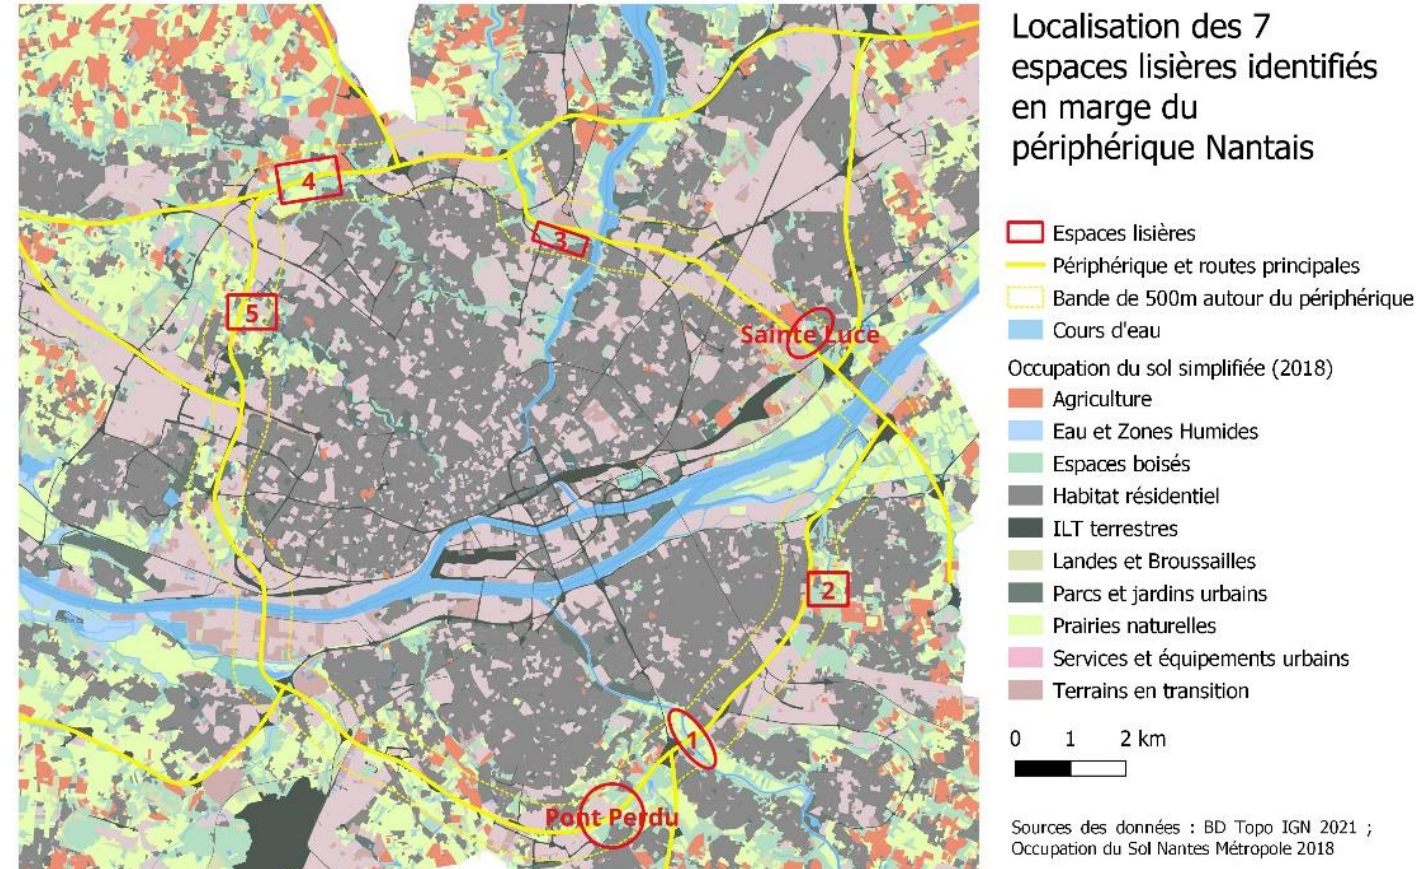 Localisation des 7
espaces lisières identifiés
en marge du
périphérique Nantais
Espaces lisières
Périphérique et routes principales
Bande de 500m autour du périphérique
Cours d'eau
Occupation du sol simplifiée (2018)
Agriculture
Eau et Zones Humides
Espaces boisés
Habitat résidentiel
ILT terrestres
Landes et Broussailles
Parcs et jardins urbains
Prairies naturelles
Services et équipements urbains
Terrains en transition
0 1 2 km
Sources des données : BD Topo IGN 2021 ;
Occupation du Sol Nantes Métropole 2018
4
3
5
Sainte Luce
2
1
Pont Perdu